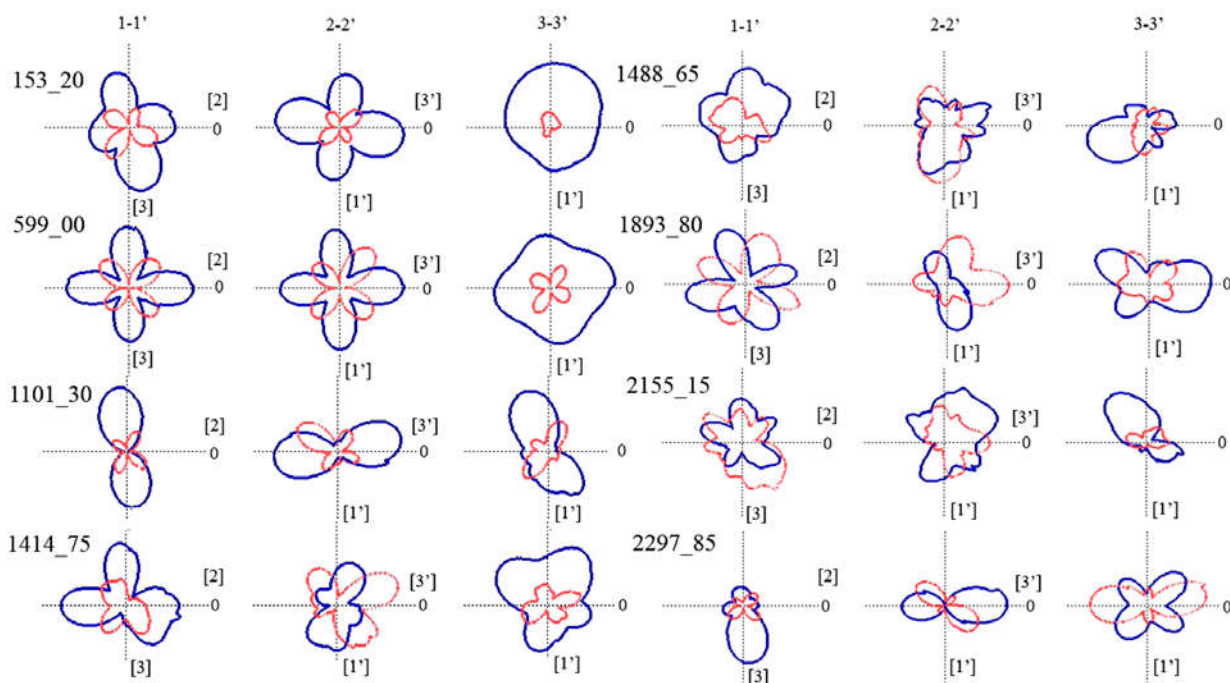 1-1’ 2-2’ 3-3’ 1-1’ 2-2’ 3-3’
153_20 [2] 0 [3’] 0 0 1488_65 [2] 0 [3’] 0 0
[3] [1’] [1’] [3] [1’] [1’]
599_00 [2] 0 [3’] 0 0 1893_80 [2] 0 [3’] 0 0
[3] [1’] [1’] [3] [1’] [1’]
1101_30 [2] 0 [3’] 0 0 2155_15 [2] 0 [3’] 0 0
[1'] [1’] [3] [1’] [1’]
1414_75 [2] 0 [3’] 0 0 2297_85 [2] 0 [3’] 0 0
[3] [1’] [1’] [3] [1’] [1’]